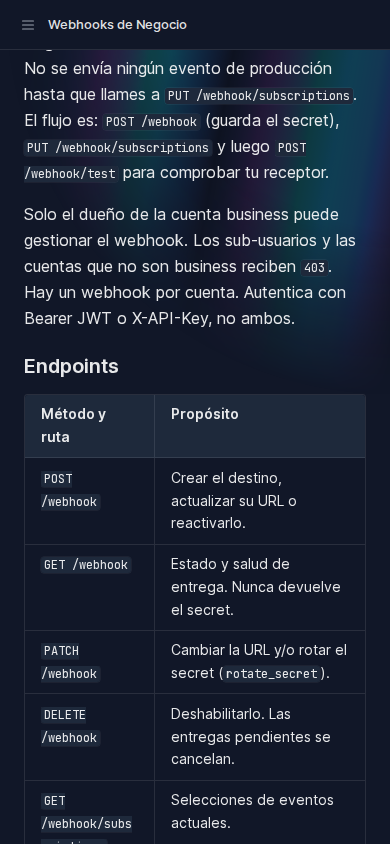 Webhooks de Negocio
No se envía ningún evento de producción
hasta que llames a PUT /webhook/subscriptions.
El flujo es: POST /webhook (guarda el secret),
PUT /webhook/subscriptions y luego POST
/webhook/test para comprobar tu receptor.
Solo el dueño de la cuenta business puede
gestionar el webhook. Los sub-usuarios y las
cuentas que no son business reciben 403.
Hay un webhook por cuenta. Autentica con
Bearer JWT o X-API-Key, no ambos.
Endpoints
Método y
ruta
Propósito
POST
/webhook
Crear el destino,
actualizar su URL o
reactivarlo.
GET /webhook
Estado y salud de
entrega. Nunca devuelve
el secret.
PATCH
/webhook
Cambiar la URL y/o rotar el
secret (rotate_secret).
DELETE
/webhook
Deshabilitarlo. Las
entregas pendientes se
cancelan.
GET
/webhook/subs
Selecciones de eventos
actuales.